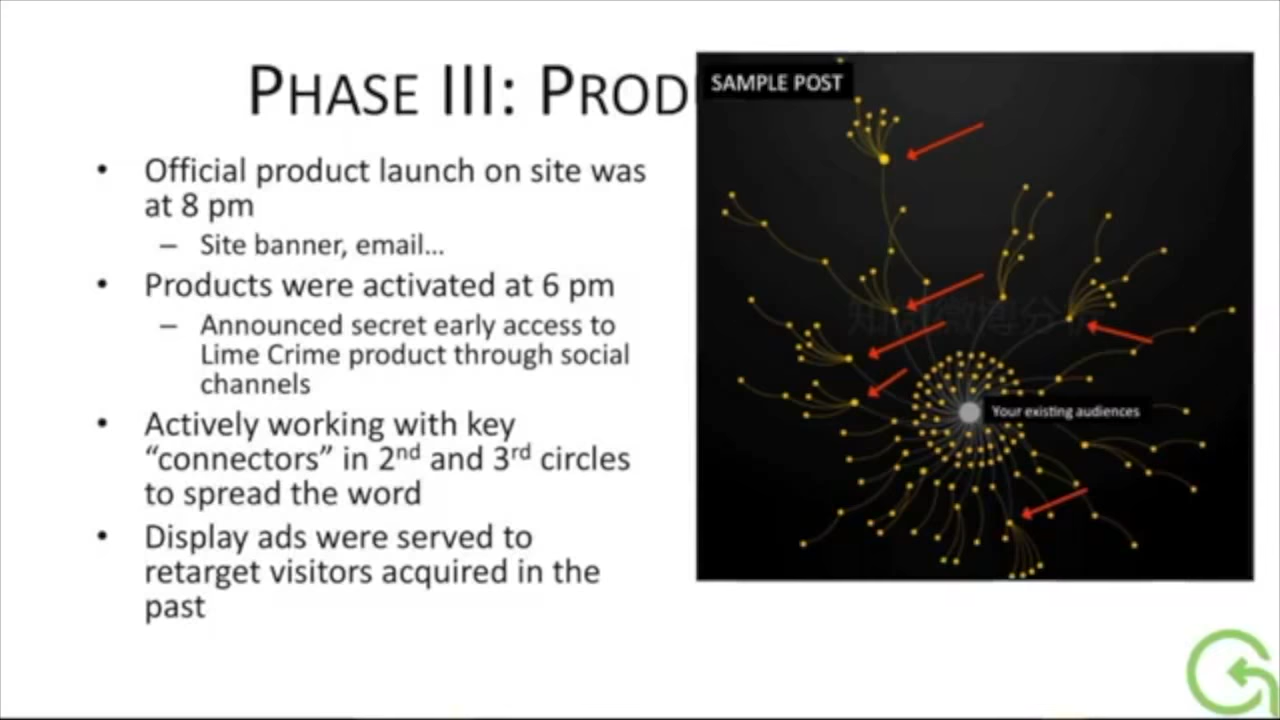 PHASE III: PROD
SAMPLE POST
• Official product launch on site was
at 8 pm
– Site banner, email...
• Products were activated at 6 pm
– Announced secret early access to
Lime Crime product through social
channels
• Actively working with key
“connectors” in 2nd and 3rd circles
to spread the word
• Display ads were served to
retarget visitors acquired in the
past
Your existing audiences